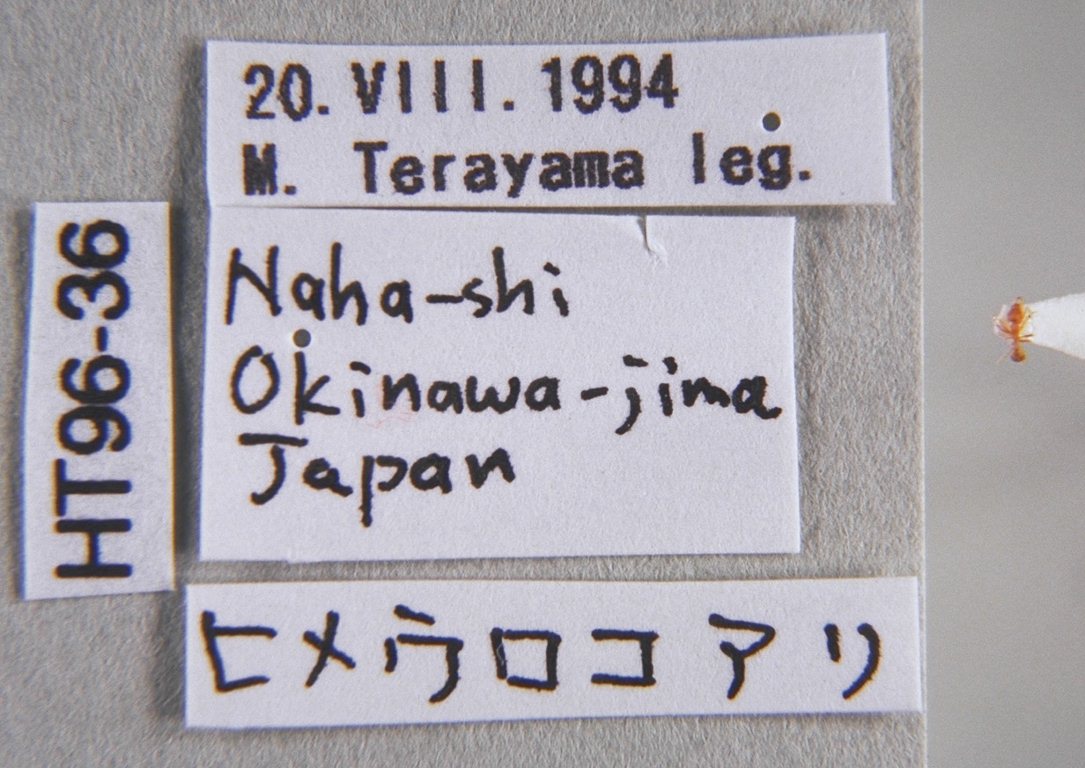 20. VIII. 1994
M. Terayama leg.
HT96-36
Naha-shi
Okinawa-jima
Japan
ヒメウロコアリ